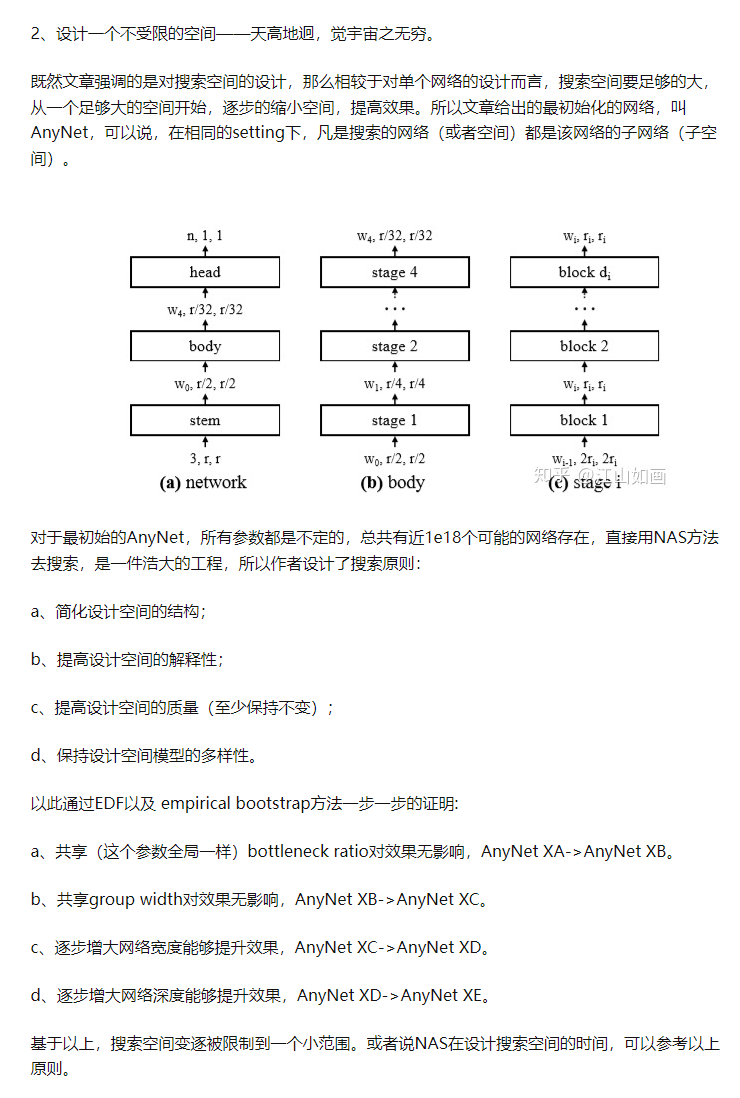 2、设计一个不受限的空间——天高地迥，觉宇宙之无穷。
既然文章强调的是对搜索空间的设计，那么相较于对单个网络的设计而言，搜索空间要足够的大，
从一个足够大的空间开始，逐步的缩小空间，提高效果。所以文章给出的最初始化的网络，叫
AnyNet，可以说，在相同的setting下，凡是搜索的网络（或者空间）都是该网络的子网络（子空
间）。
n, 1, 1
head
w4, r/32, r/32
body
w0, r/2, r/2
stem
3, r, r
(a) network
w4, r/32, r/32
stage 4
···
stage 2
w1, r/4, r/4
stage 1
w0, r/2, r/2
(b) body
wi, ri, ri
block di
···
block 2
wi, ri, ri
block 1
wi-1, 2ri, 2ri
(c) stage i
知乎 @江山如画
对于最初始的AnyNet，所有参数都是不定的，总共有近1e18个可能的网络存在，直接用NAS方法
去搜索，是一件浩大的工程，所以作者设计了搜索原则：
a、简化设计空间的结构；
b、提高设计空间的解释性；
c、提高设计空间的质量（至少保持不变）；
d、保持设计空间模型的多样性。
以此通过EDF以及 empirical bootstrap方法一步一步的证明:
a、共享（这个参数全局一样）bottleneck ratio对效果无影响，AnyNet XA->AnyNet XB。
b、共享group width对效果无影响，AnyNet XB->AnyNet XC。
c、逐步增大网络宽度能够提升效果，AnyNet XC->AnyNet XD。
d、逐步增大网络深度能够提升效果，AnyNet XD->AnyNet XE。
基于以上，搜索空间变逐被限制到一个小范围。或者说NAS在设计搜索空间的时间，可以参考以上
原则。